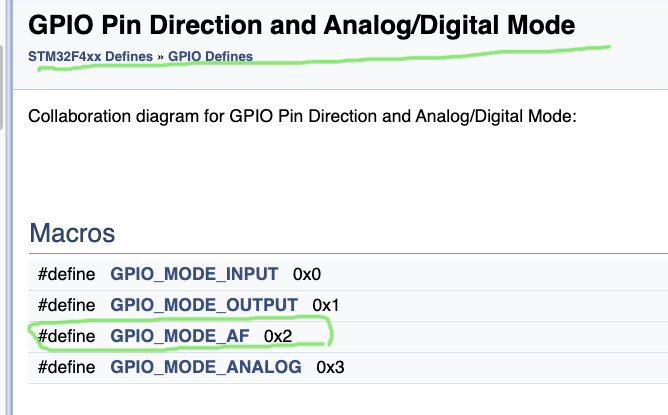 GPIO Pin Direction and Analog/Digital Mode
STM32F4xx Defines » GPIO Defines
Collaboration diagram for GPIO Pin Direction and Analog/Digital Mode:
Macros
#define GPIO_MODE_INPUT 0x0
#define GPIO_MODE_OUTPUT 0x1
#define GPIO_MODE_AF 0x2
#define GPIO_MODE_ANALOG 0x3